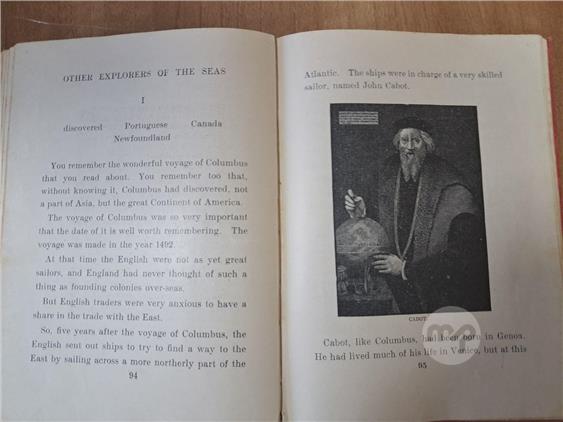 OTHER EXPLORERS OF THE SEAS
I
discovered Portuguese Canada
Newfoundland
You remember the wonderful voyage of Columbus
that you read about. You remember too that,
without knowing it, Columbus had discovered, not
a part of Asia, but the great Continent of America.
The voyage of Columbus was so very important
that the date of it is well worth remembering. The
voyage was made in the year 1492.
At that time the English were not as yet great
sailors, and England had never thought of such a
thing as founding colonies over-seas.
But English traders were very anxious to have a
share in the trade with the East.
So, five years after the voyage of Columbus, the
English sent out ships to try to find a way to the
East by sailing across a more northerly part of the
94
Atlantic. The ships were in charge of a very skilled
sailor, named John Cabot.
CABOT
Cabot, like Columbus, had been born in Genoa.
He had lived much of his life in Venice, but at this
95